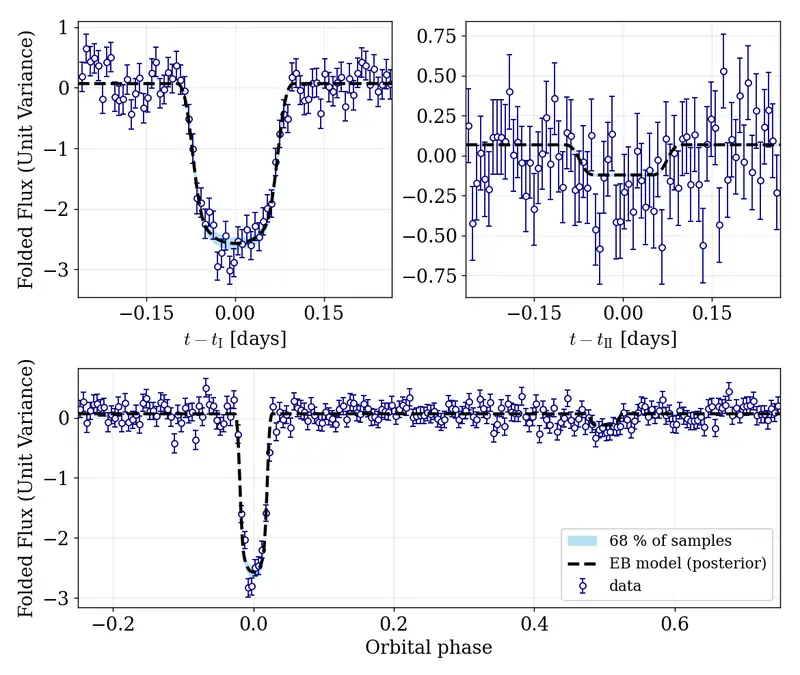 Folded Flux (Unit Variance)
1
0
−1
−2
−3
−0.15 0.00 0.15
t − tI [days]
0.75
0.50
0.25
0.00
−0.25
−0.50
−0.75
−0.15 0.00 0.15
t − tII [days]
Folded Flux (Unit Variance)
0
−1
−2
−3
68 % of samples
EB model (posterior)
data
−0.2 0.0 0.2 0.4 0.6
Orbital phase